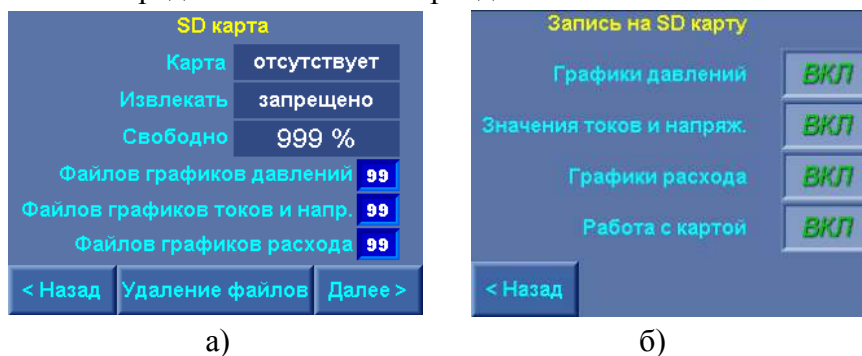 SD карта
Карта отсутствует
Извлекать запрещено
Свободно 999 %
Файлов графиков давлений 99
Файлов графиков токов и напр. 99
Файлов графиков расхода 99
< Назад Удаление файлов Далее >
а)
Запись на SD карту
Графики давлений ВКЛ
Значения токов и напряж. ВКЛ
Графики расхода ВКЛ
Работа с картой ВКЛ
< Назад
б)